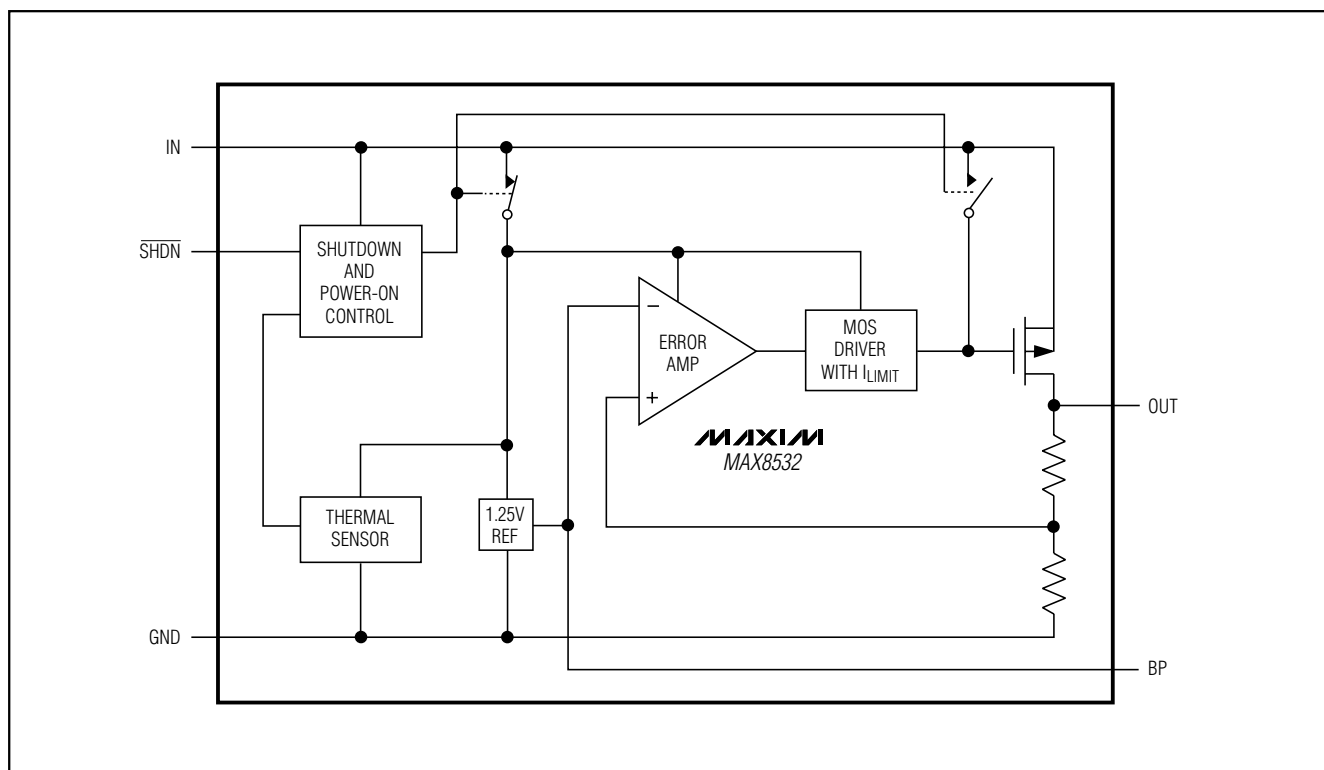 IN
SHDN
SHUTDOWN
AND
POWER-ON
CONTROL
−
ERROR
AMP
+
MOS
DRIVER
WITH ILIMIT
OUT
MAXIM
MAX8532
THERMAL
SENSOR
1.25V
REF
GND
BP